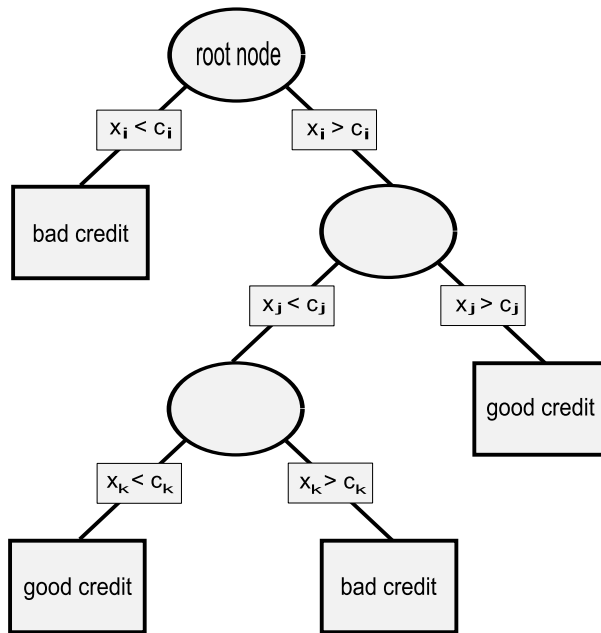 root node
xᵢ < cᵢ
xᵢ > cᵢ
bad credit
xⱼ < cⱼ
xⱼ > cⱼ
good credit
xₖ < cₖ
xₖ > cₖ
good credit
bad credit